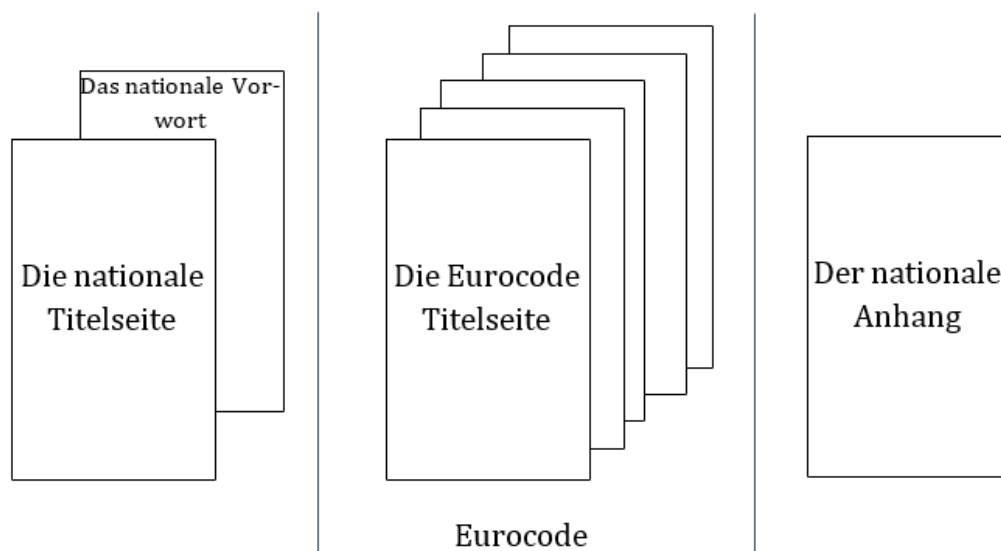 Das nationale Vor-
wort
Die nationale
Titelseite
Die Eurocode
Titelseite
Eurocode
Der nationale
Anhang